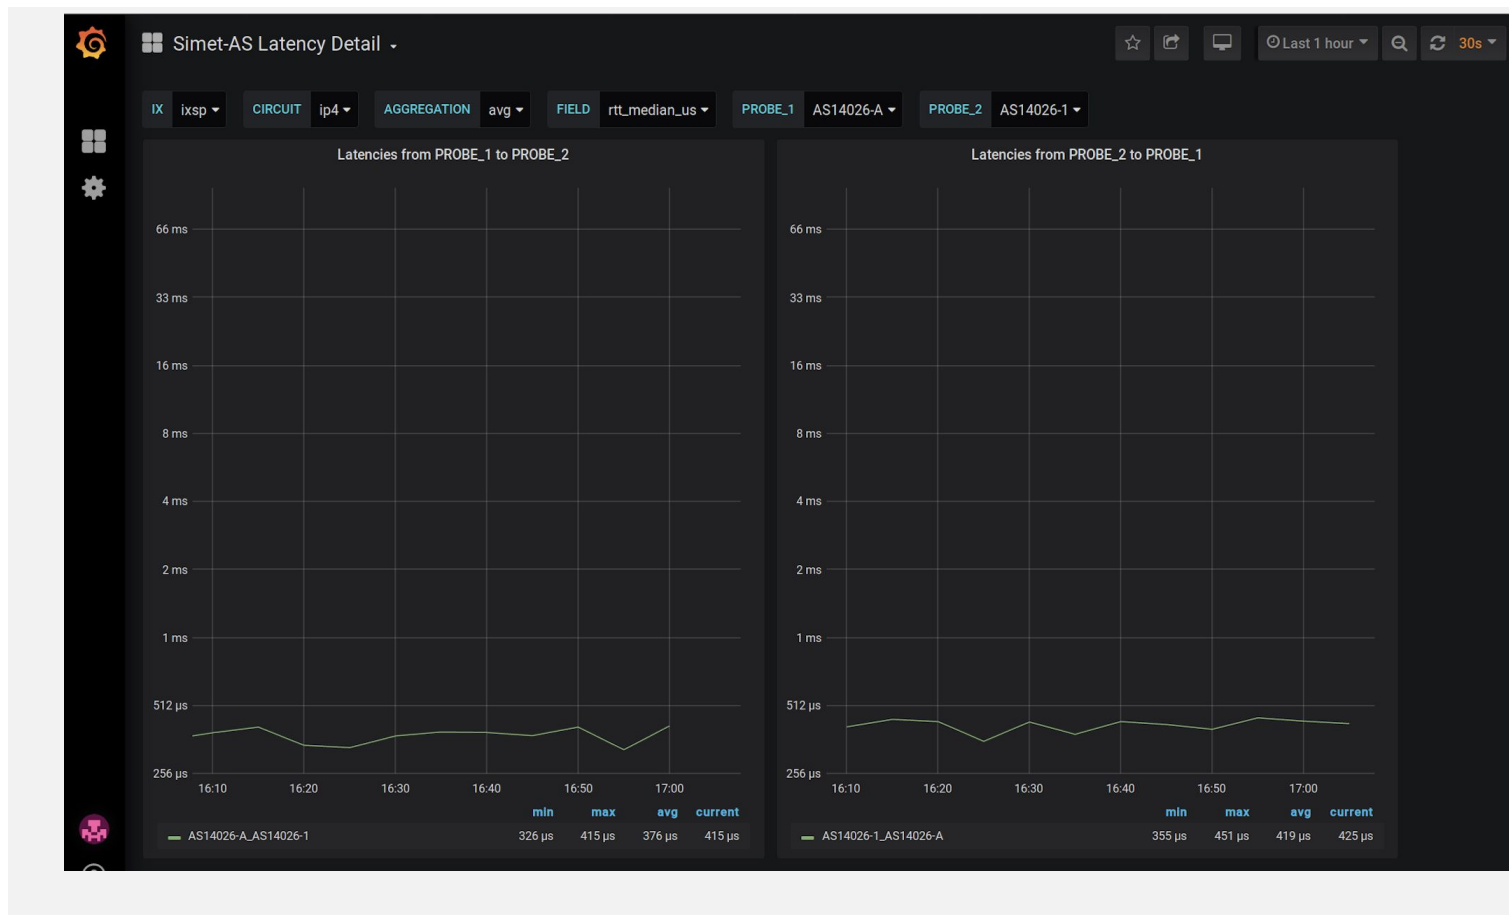 Simet-AS Latency Detail
Last 1 hour
30s
IX ixsp CIRCUIT ip4 AGGREGATION avg FIELD rtt_median_us PROBE_1 AS14026-A PROBE_2 AS14026-1
Latencies from PROBE_1 to PROBE_2
66 ms
33 ms
16 ms
8 ms
4 ms
2 ms
1 ms
512 µs
256 µs
16:10 16:20 16:30 16:40 16:50 17:00
min max avg current
AS14026-A_AS14026-1 326 µs 415 µs 376 µs 415 µs
Latencies from PROBE_2 to PROBE_1
66 ms
33 ms
16 ms
8 ms
4 ms
2 ms
1 ms
512 µs
256 µs
16:10 16:20 16:30 16:40 16:50 17:00
min max avg current
AS14026-1_AS14026-A 355 µs 451 µs 419 µs 425 µs